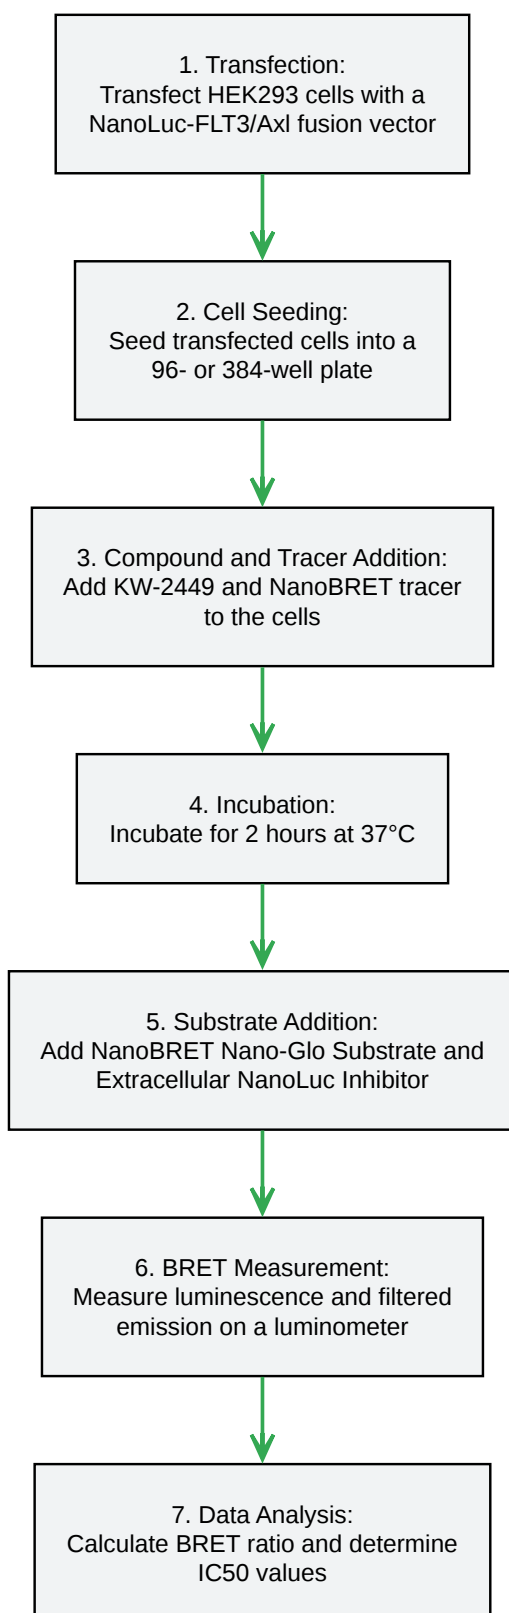 1. Transfection:
Transfect HEK293 cells with a
NanoLuc-FLT3/Axl fusion vector
2. Cell Seeding:
Seed transfected cells into a
96- or 384-well plate
3. Compound and Tracer Addition:
Add KW-2449 and NanoBRET tracer
to the cells
4. Incubation:
Incubate for 2 hours at 37°C
5. Substrate Addition:
Add NanoBRET Nano-Glo Substrate and
Extracellular NanoLuc Inhibitor
6. BRET Measurement:
Measure luminescence and filtered
emission on a luminometer
7. Data Analysis:
Calculate BRET ratio and determine
IC50 values